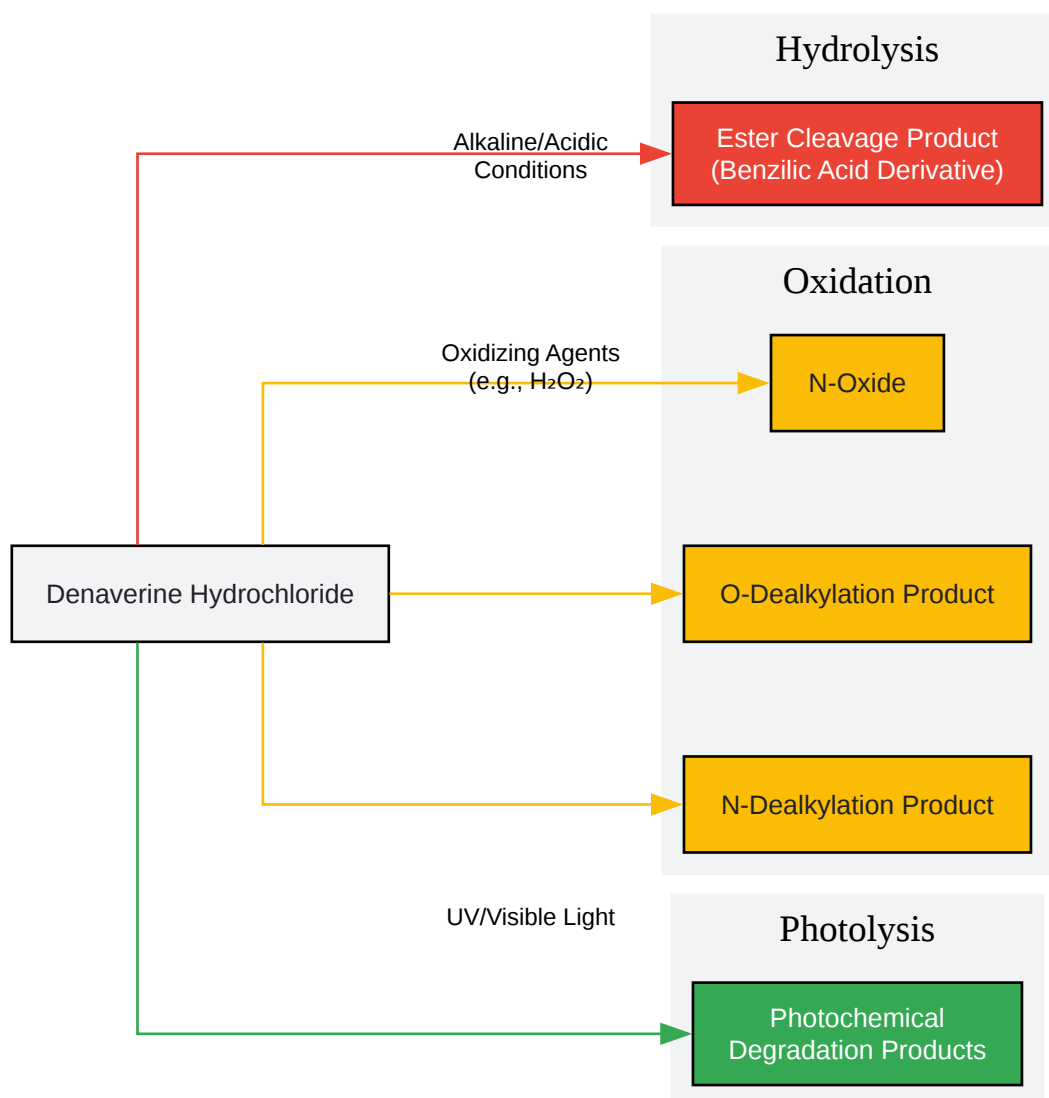 Hydrolysis
Alkaline/Acidic
Conditions
Ester Cleavage Product
(Benzilic Acid Derivative)
Oxidation
Oxidizing Agents
(e.g., H₂O₂)
N-Oxide
Denaverine Hydrochloride
O-Dealkylation Product
N-Dealkylation Product
UV/Visible Light
Photolysis
Photochemical
Degradation Products